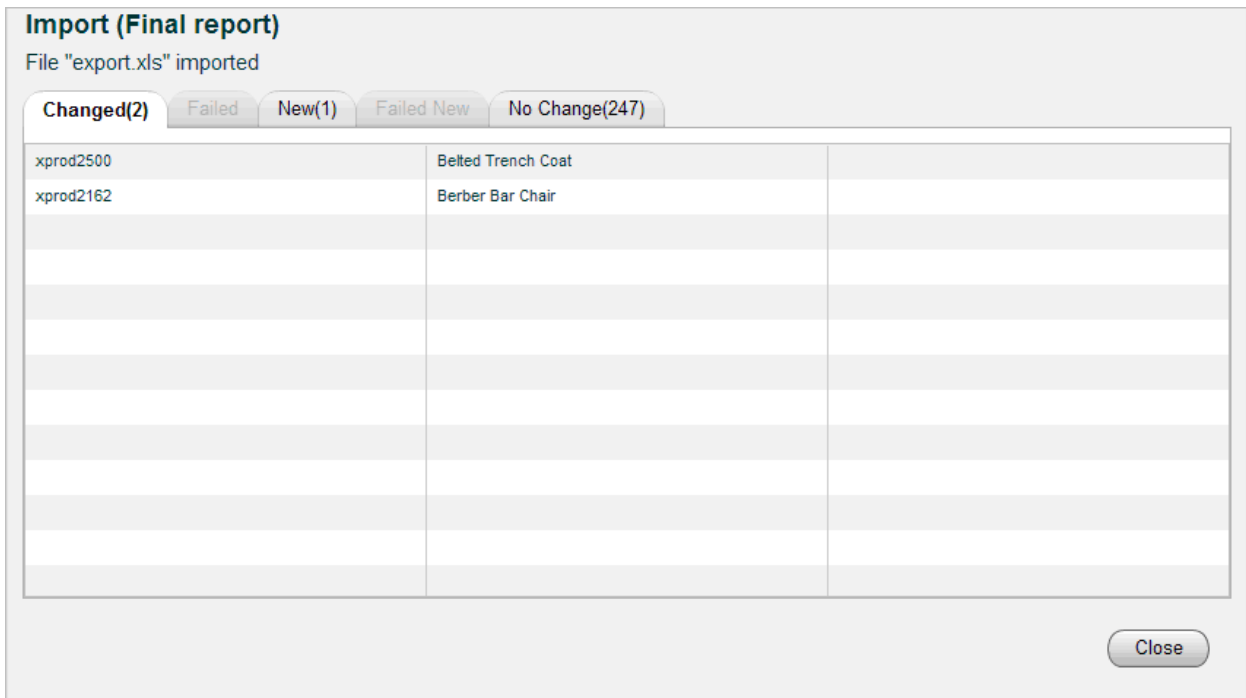 Import (Final report)
File "export.xls" imported
Changed(2) Failed New(1) Failed New No Change(247)
xprod2500 Belted Trench Coat
xprod2162 Berber Bar Chair
Close